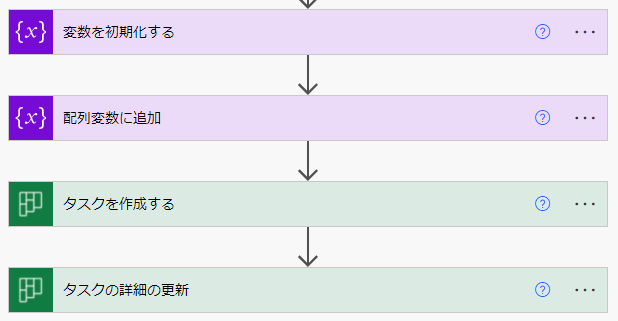 {x} 変数を初期化する ? ...
{x} 配列変数に追加 ? ...
タスクを作成する ? ...
タスクの詳細の更新 ? ...